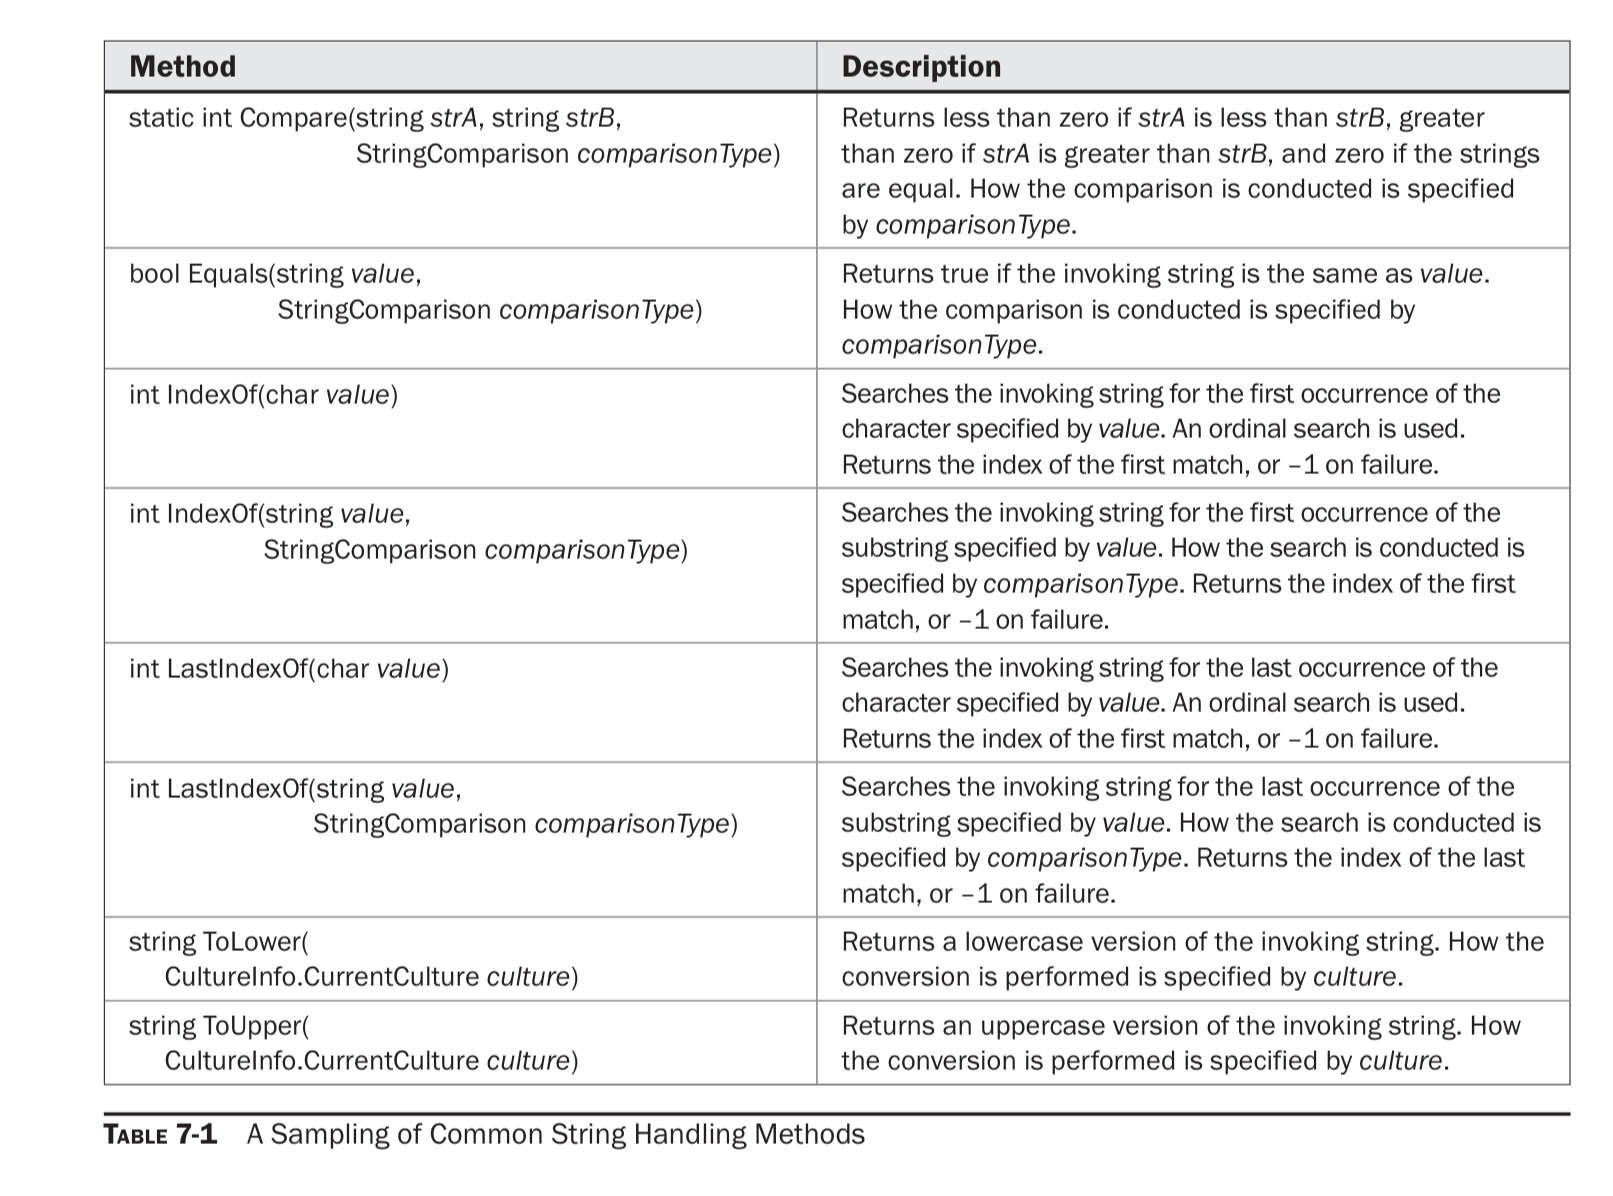 Method Description
static int Compare(string strA, string strB,
StringComparison comparisonType)
Returns less than zero if strA is less than strB, greater
than zero if strA is greater than strB, and zero if the strings
are equal. How the comparison is conducted is specified
by comparisonType.
bool Equals(string value,
StringComparison comparisonType)
Returns true if the invoking string is the same as value.
How the comparison is conducted is specified by
comparisonType.
int IndexOf(char value)
Searches the invoking string for the first occurrence of the
character specified by value. An ordinal search is used.
Returns the index of the first match, or –1 on failure.
int IndexOf(string value,
StringComparison comparisonType)
Searches the invoking string for the first occurrence of the
substring specified by value. How the search is conducted is
specified by comparisonType. Returns the index of the first
match, or –1 on failure.
int LastIndexOf(char value)
Searches the invoking string for the last occurrence of the
character specified by value. An ordinal search is used.
Returns the index of the first match, or –1 on failure.
int LastIndexOf(string value,
StringComparison comparisonType)
Searches the invoking string for the last occurrence of the
substring specified by value. How the search is conducted is
specified by comparisonType. Returns the index of the last
match, or –1 on failure.
string ToLower(
CultureInfo.CurrentCulture culture)
Returns a lowercase version of the invoking string. How the
conversion is performed is specified by culture.
string ToUpper(
CultureInfo.CurrentCulture culture)
Returns an uppercase version of the invoking string. How
the conversion is performed is specified by culture.
TABLE 7-1 A Sampling of Common String Handling Methods